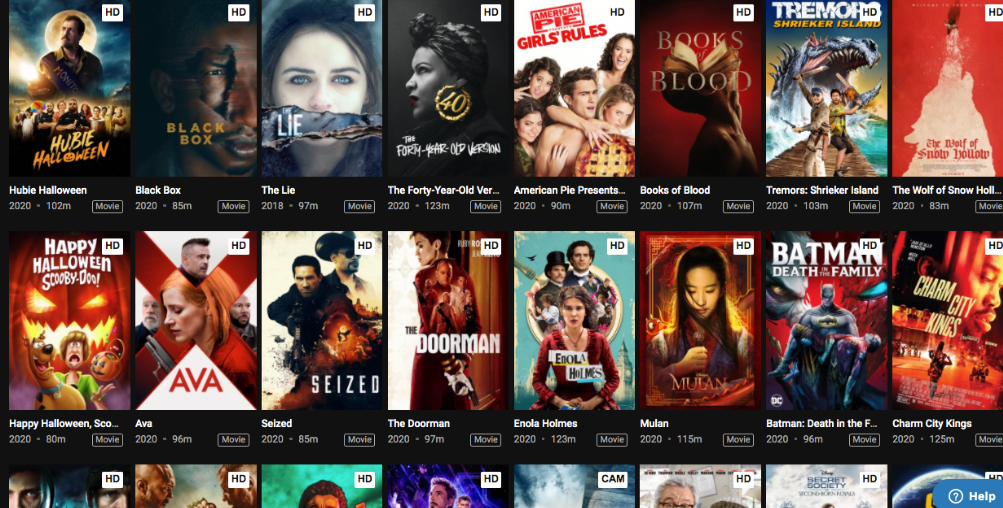 HD HD HD HD HD HD HD HD
HUBIE
HALLOWEEN
BLACK
BOX
LIE
40
THE
FORTY-YEAR-OLD VERSION
AMERICAN
PIE
GIRLS' RULES
BOOKS
of
BLOOD
TREMORS
SHRIEKER ISLAND
The Wolf of
Snow Hollow
Hubie Halloween Black Box The Lie The Forty-Year-Old Ver... American Pie Presents... Books of Blood Tremors: Shrieker Island The Wolf of Snow Holl...
2020 • 102m Movie 2020 • 85m Movie 2018 • 97m Movie 2020 • 123m Movie 2020 • 90m Movie 2020 • 107m Movie 2020 • 103m Movie 2020 • 83m Movie
HD HD HD HD HD HD HD HD
HAPPY
HALLOWEEN
SCOOBY-DOO!
AVA
SEIZED
RUBY RO
THE
DOORMAN
ENOLA
HOLMES
MULAN
BATMAN
DEATH IN THE FAMILY
DC
CHARM
CITY
KINGS
Happy Halloween, Sco... Ava Seized The Doorman Enola Holmes Mulan Batman: Death in the F... Charm City Kings
2020 • 80m Movie 2020 • 96m Movie 2020 • 85m Movie 2020 • 97m Movie 2020 • 123m Movie 2020 • 115m Movie 2020 • 96m Movie 2020 • 125m Movie
HD HD HD HD CAM HD HD HD
Disney
SECRET
SOCIETY
SECOND-BORN ROYALS
Help